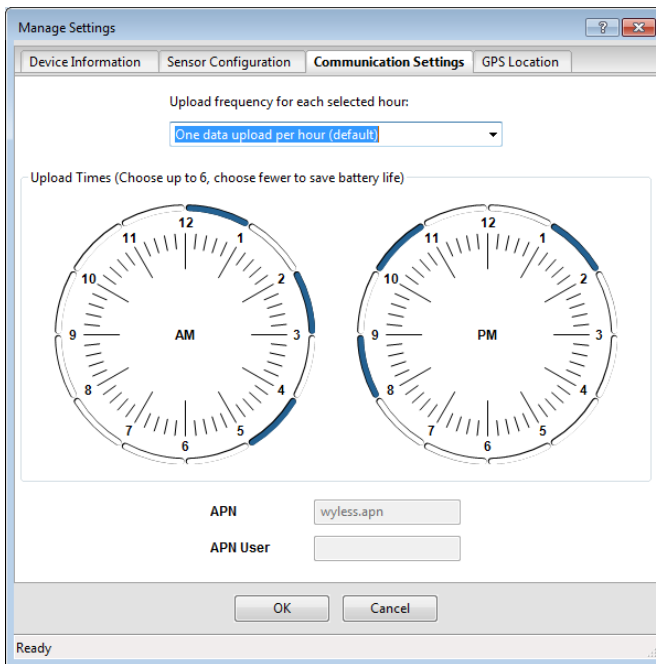 Manage Settings
Device Information Sensor Configuration Communication Settings GPS Location
Upload frequency for each selected hour:
One data upload per hour (default)
Upload Times (Choose up to 6, choose fewer to save battery life)
12
1
2
3
4
5
6
7
8
9
10
11
AM
12
1
2
3
4
5
6
7
8
9
10
11
PM
APN wyless.apn
APN User
OK Cancel
Ready